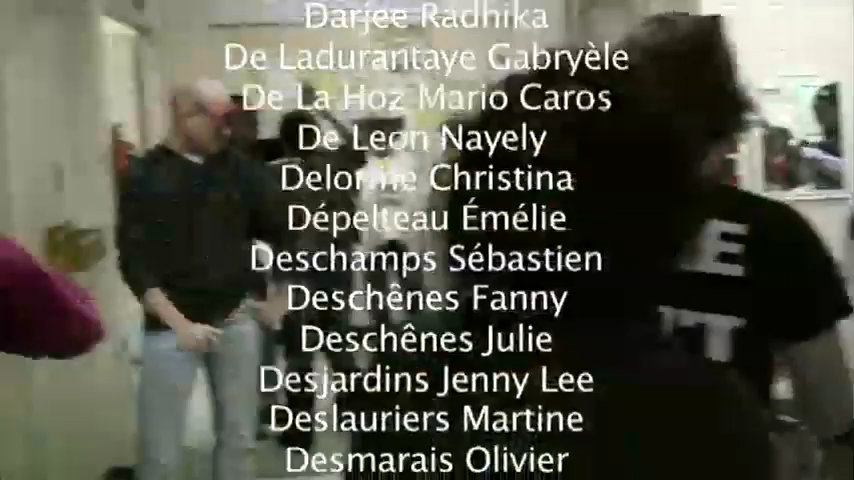 Darjee Radhika
De Ladurantaye Gabryèle
De La Hoz Mario Caros
De Leon Nayely
Delorme Christina
Dépelteau Émélie
Deschamps Sébastien
Deschênes Fanny
Deschênes Julie
Desjardins Jenny Lee
Deslauriers Martine
Desmarais Olivier